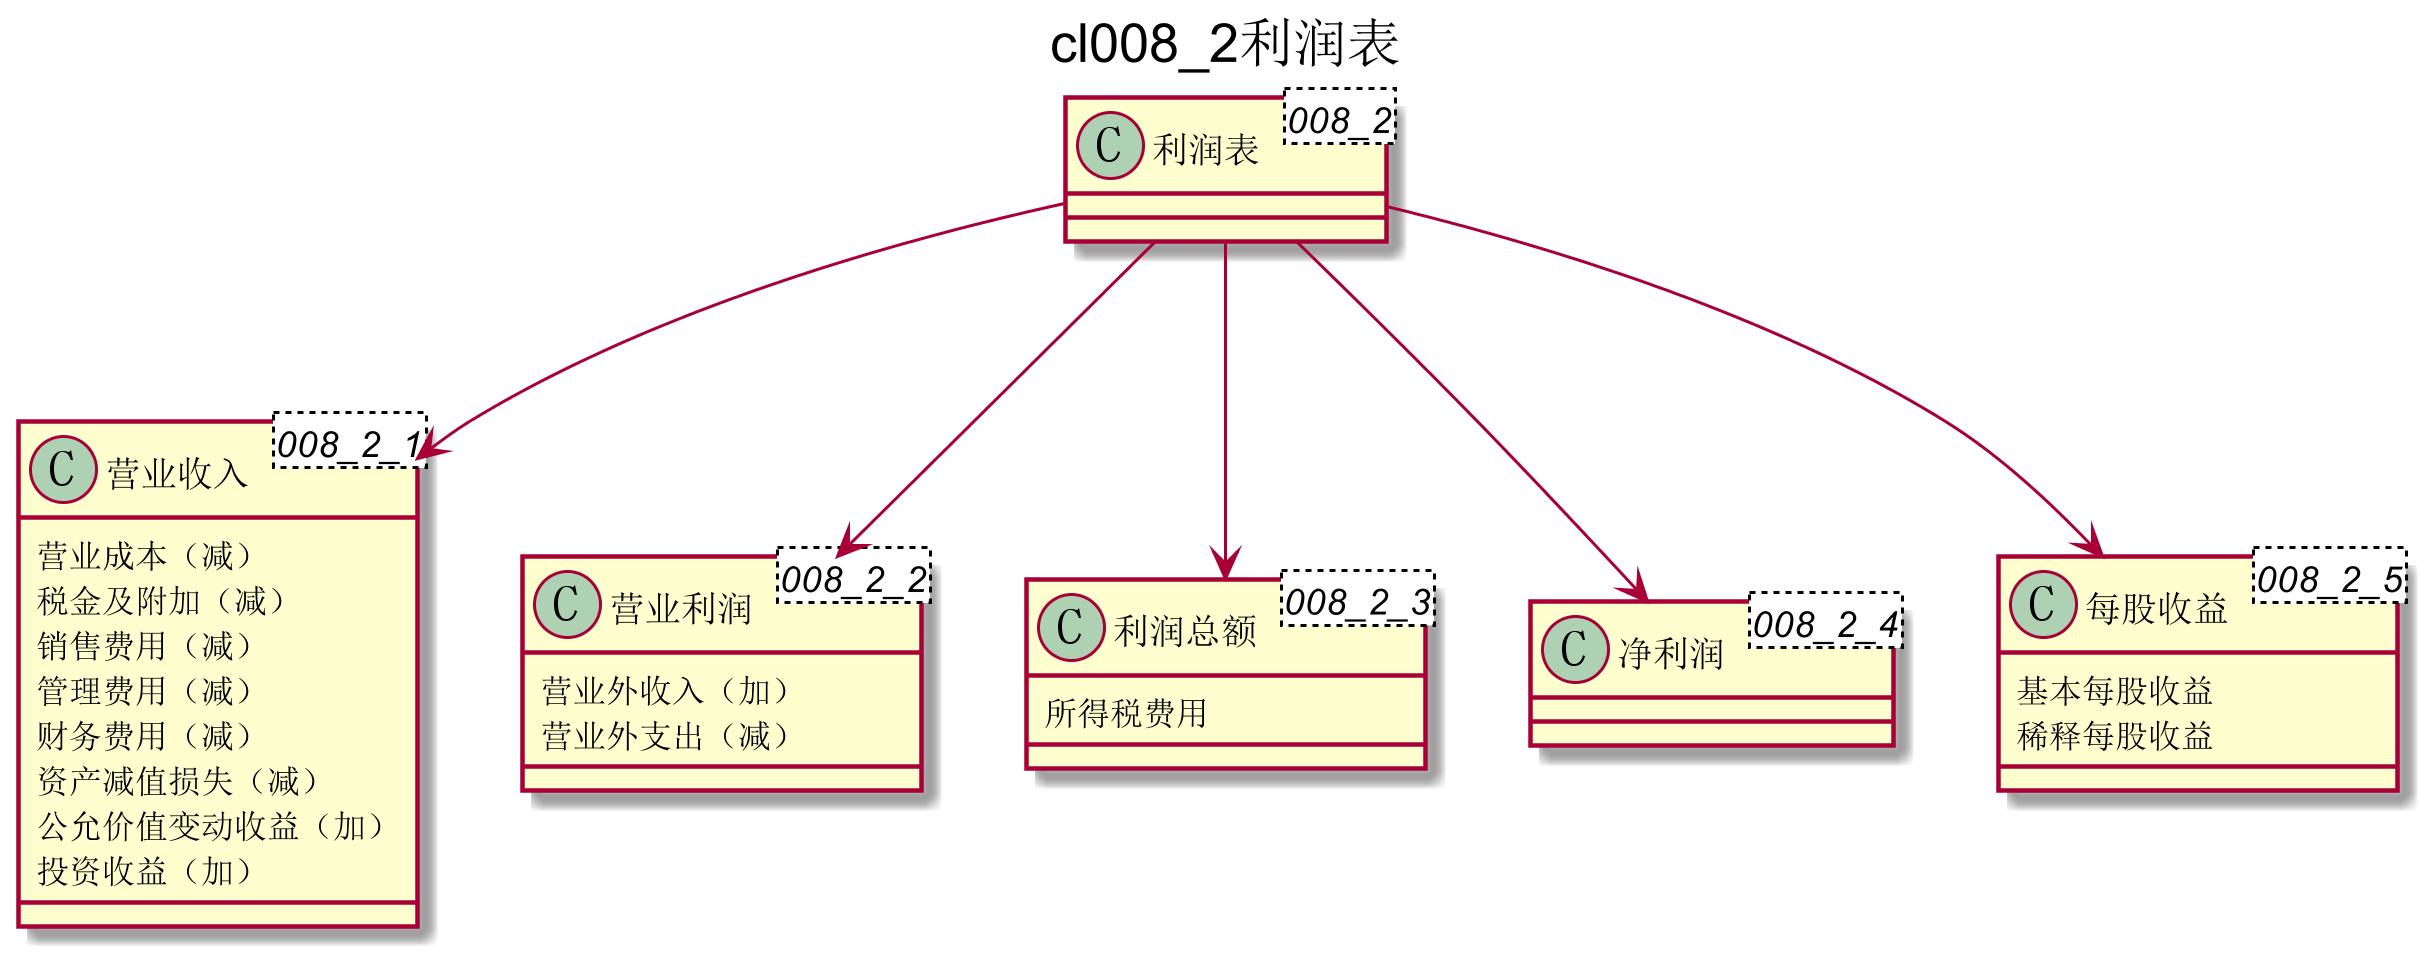 cl008_2利润表
C 利润表
008_2
C 营业收入
008_2_1
营业成本（减）
税金及附加（减）
销售费用（减）
管理费用（减）
财务费用（减）
资产减值损失（减）
公允价值变动收益（加）
投资收益（加）
C 营业利润
008_2_2
营业外收入（加）
营业外支出（减）
C 利润总额
008_2_3
所得税费用
C 净利润
008_2_4
C 每股收益
008_2_5
基本每股收益
稀释每股收益